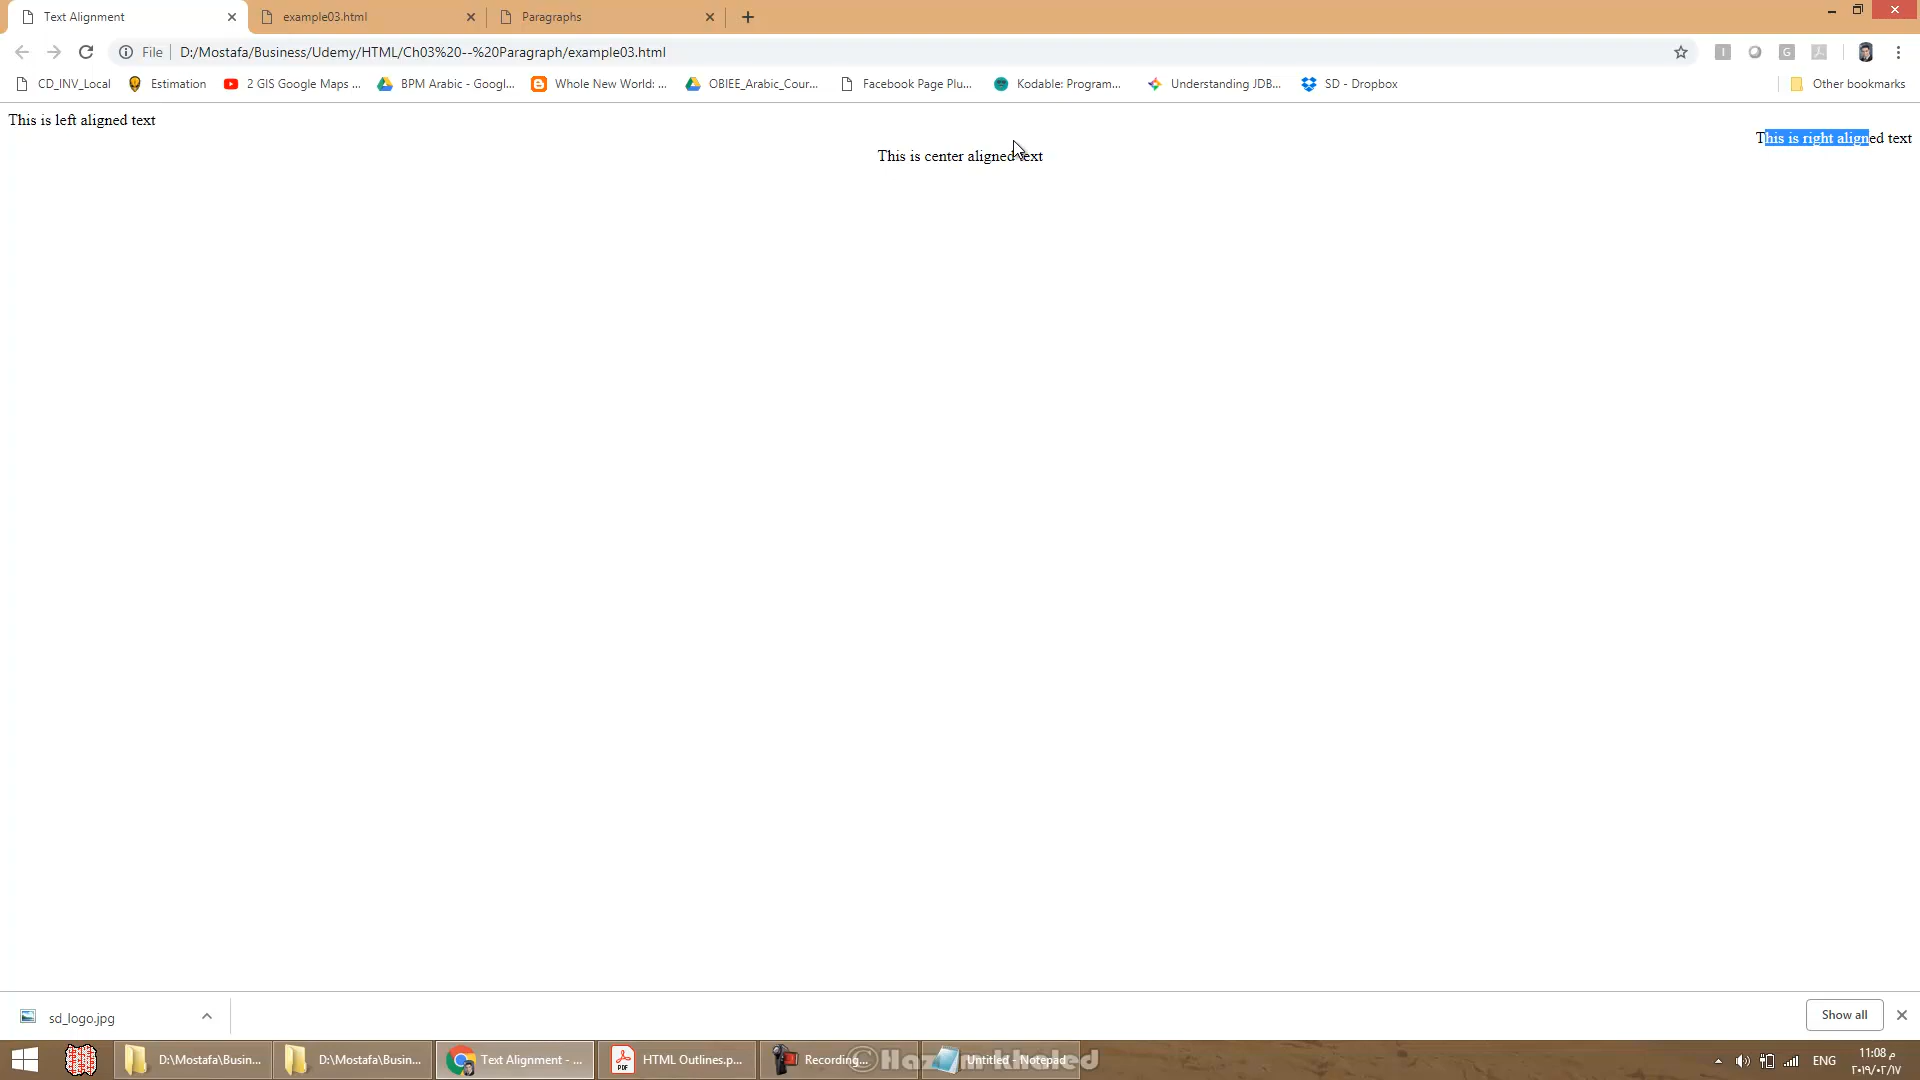 Text Alignment
example03.html
Paragraphs
File
D:/Mostafa/Business/Udemy/HTML/Ch03%20--%20Paragraph/example03.html
CD_INV_Local
Estimation
2 GIS Google Maps ...
BPM Arabic - Googl...
Whole New World: ...
OBIEE_Arabic_Cour...
Facebook Page Plu...
Kodable: Program...
Understanding JDB...
SD - Dropbox
Other bookmarks
This is left aligned text
This is right aligned text
This is center aligned text
sd_logo.jpg
Show all
D:\Mostafa\Busin...
D:\Mostafa\Busin...
Text Alignment - ...
HTML Outlines.p...
Recording...
Untitled - Notepad
ENG
11:08 م
٢٠١٩/٠٢/١٧